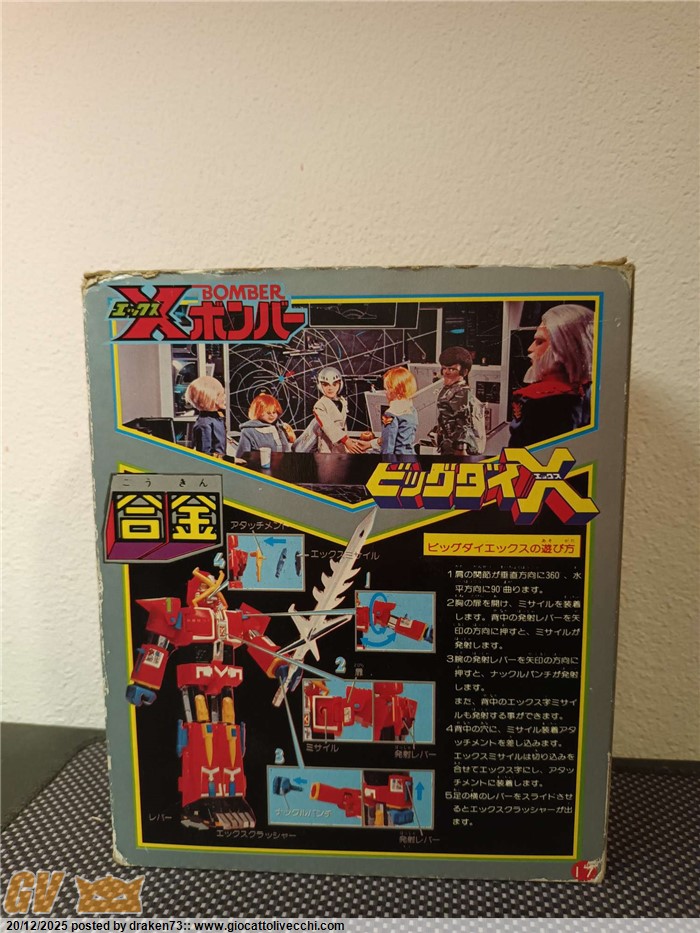 エックス
X
BOMBER
ボンバー
ビッグダイX
エックス
ごうきん
合金
アタッチメント
エックスミサイル
ビッグダイエックスの遊び方
あそ かた
1肩の関節が垂直方向に360゜、水
平方向に90゜曲ります。
2胸の扉を開け、ミサイルを装着
します。背中の発射レバーを矢
印の方向に押すと、ミサイルが
発射します。
3腕の発射レバーを矢印の方向に
押すと、ナックルパンチが発射
します。
また、背中のエックス字ミサイ
ルも発射する事ができます。
4背中の穴に、ミサイル装着アタ
ッチメントを差し込みます。
エックスミサイルは切り込みを
合せてエックス字にし、アタッ
チメントに装着します。
5足の横のレバーをスライドさせ
るとエックスクラッシャーが出
ます。
4
1
2
扉
ミサイル
発射レバー
3
ナックルパンチ
発射レバー
レバー
エックスクラッシャー
17
GV
20/12/2025 posted by draken73:: www.giocattolivecchi.com